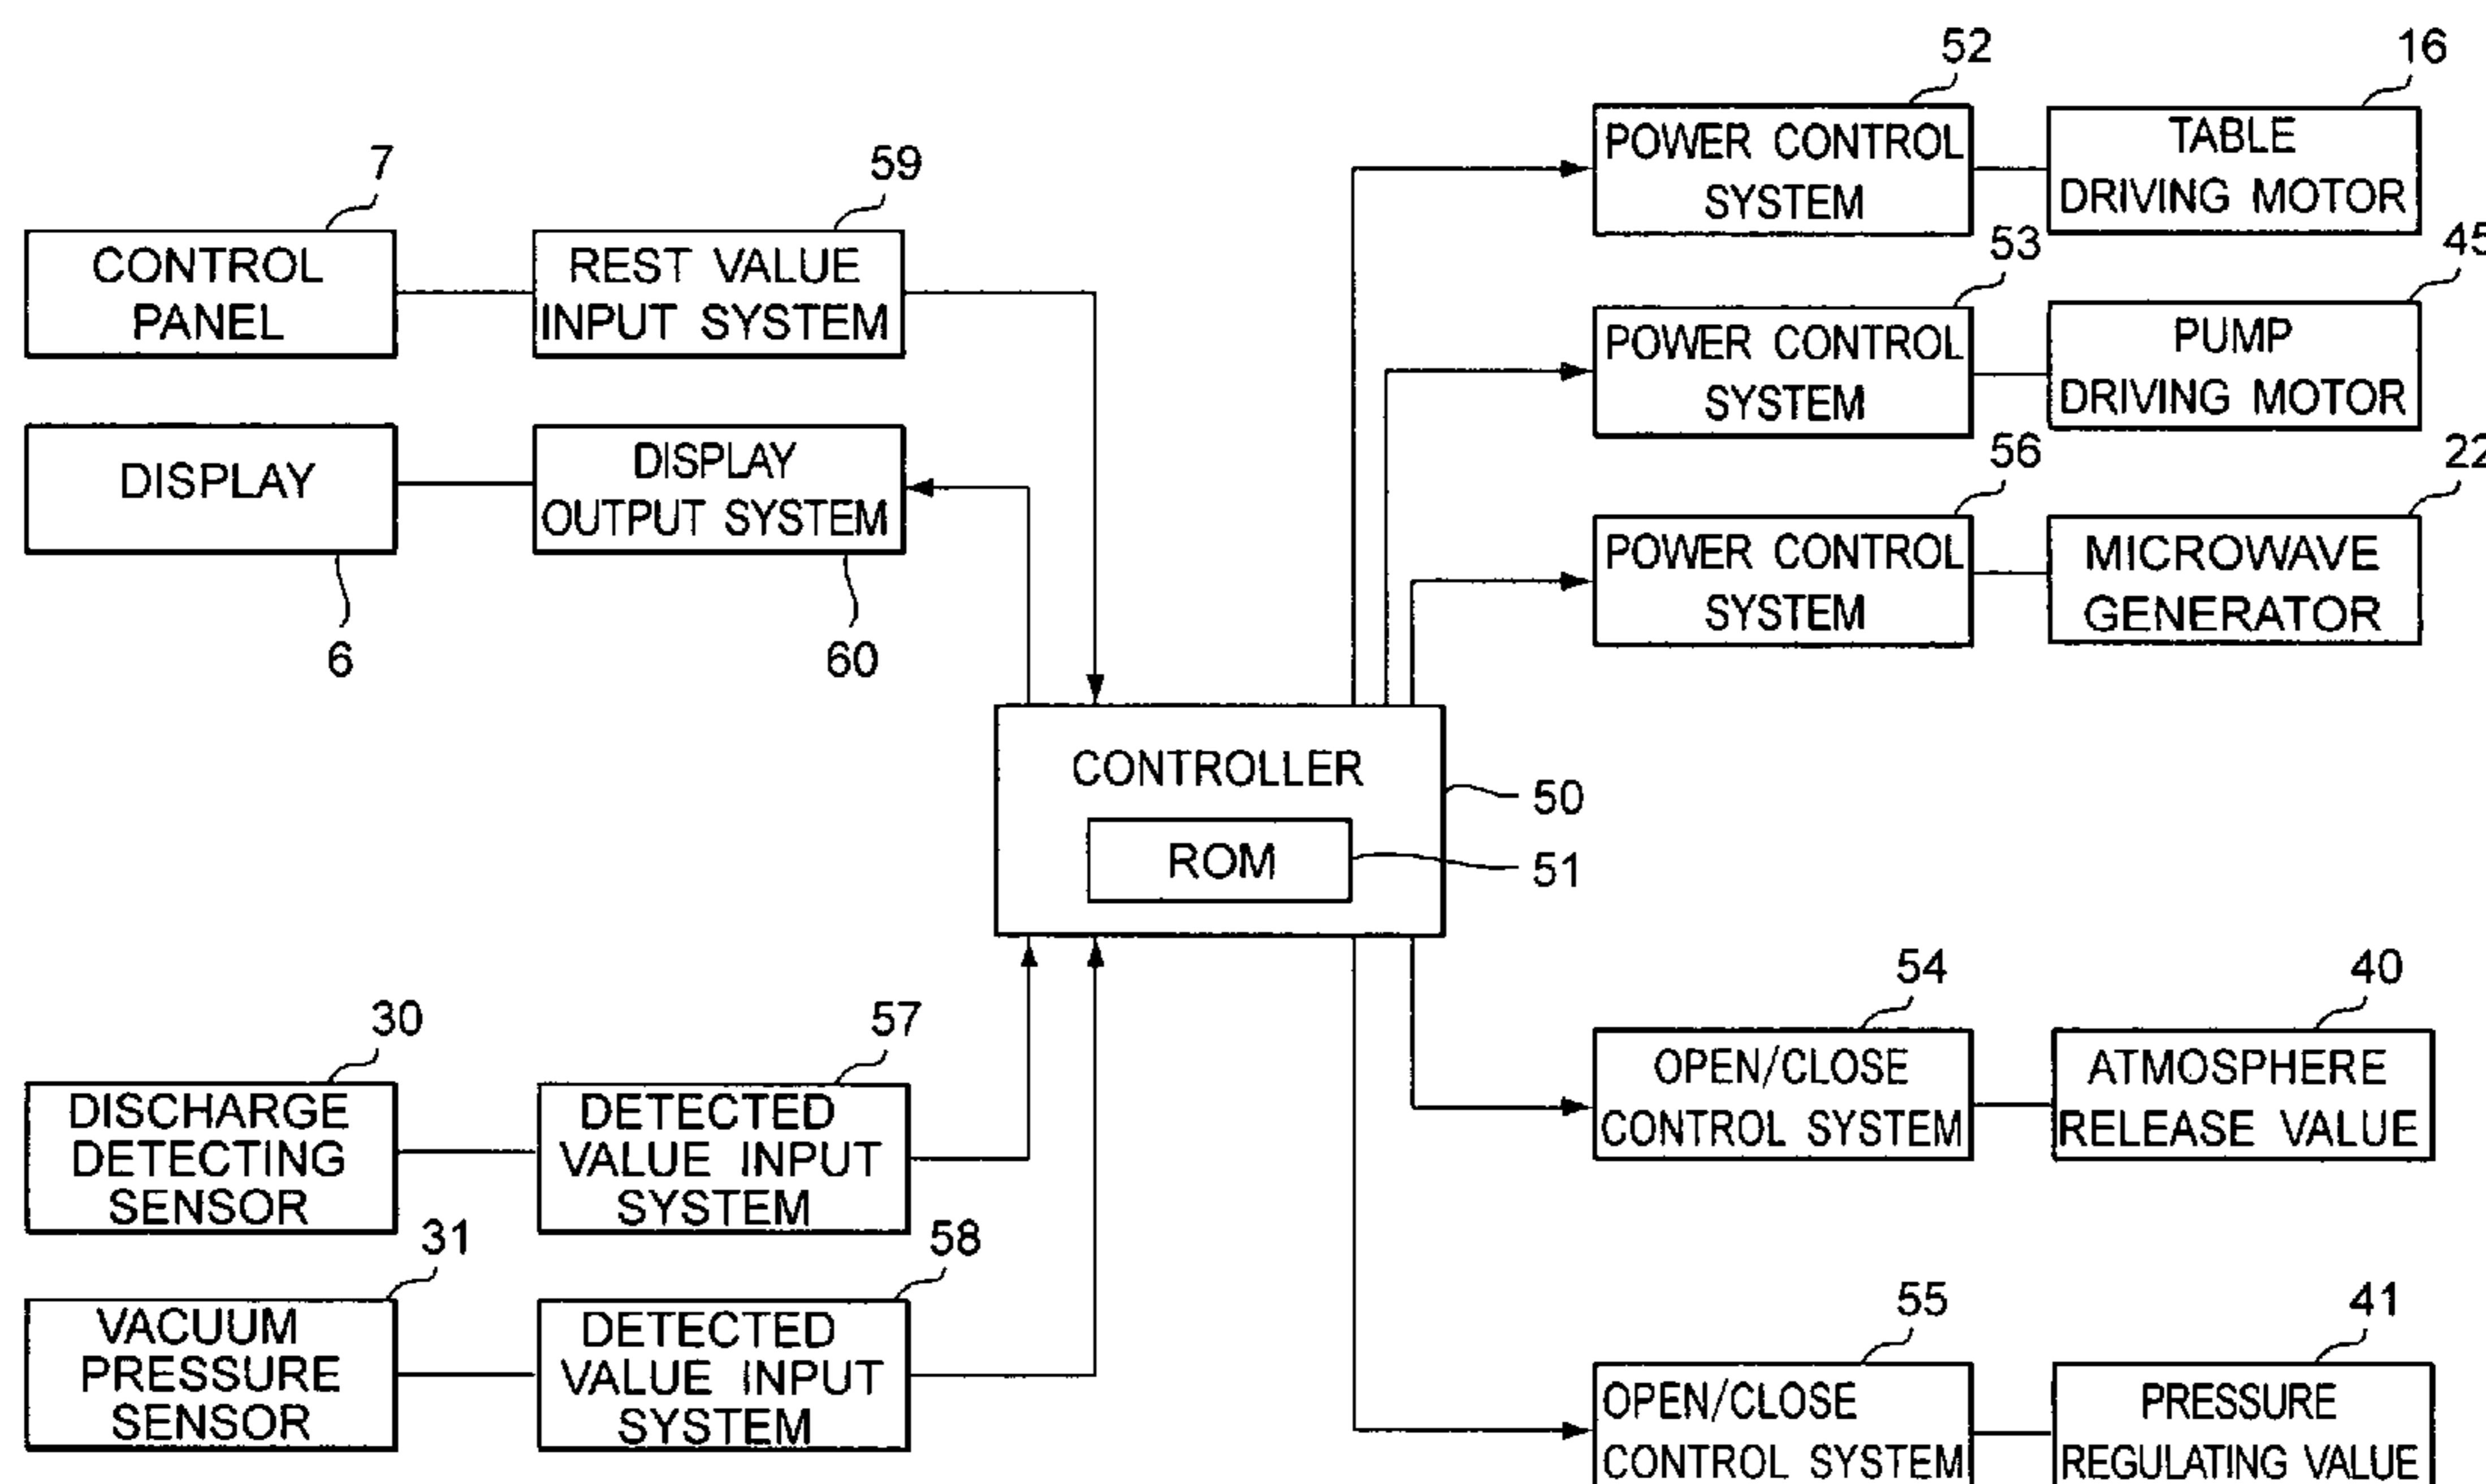 52
16
POWER CONTROL
SYSTEM
TABLE
DRIVING MOTOR
7
59
CONTROL
PANEL
REST VALUE
INPUT SYSTEM
53
45
POWER CONTROL
SYSTEM
PUMP
DRIVING MOTOR
DISPLAY
DISPLAY
OUTPUT SYSTEM
56
22
POWER CONTROL
SYSTEM
MICROWAVE
GENERATOR
6
60
CONTROLLER
50
ROM
51
54
40
OPEN/CLOSE
CONTROL SYSTEM
ATMOSPHERE
RELEASE VALUE
30
57
DISCHARGE
DETECTING
SENSOR
DETECTED
VALUE INPUT
SYSTEM
31
58
VACUUM
PRESSURE
SENSOR
DETECTED
VALUE INPUT
SYSTEM
55
41
OPEN/CLOSE
CONTROL SYSTEM
PRESSURE
REGULATING VALUE